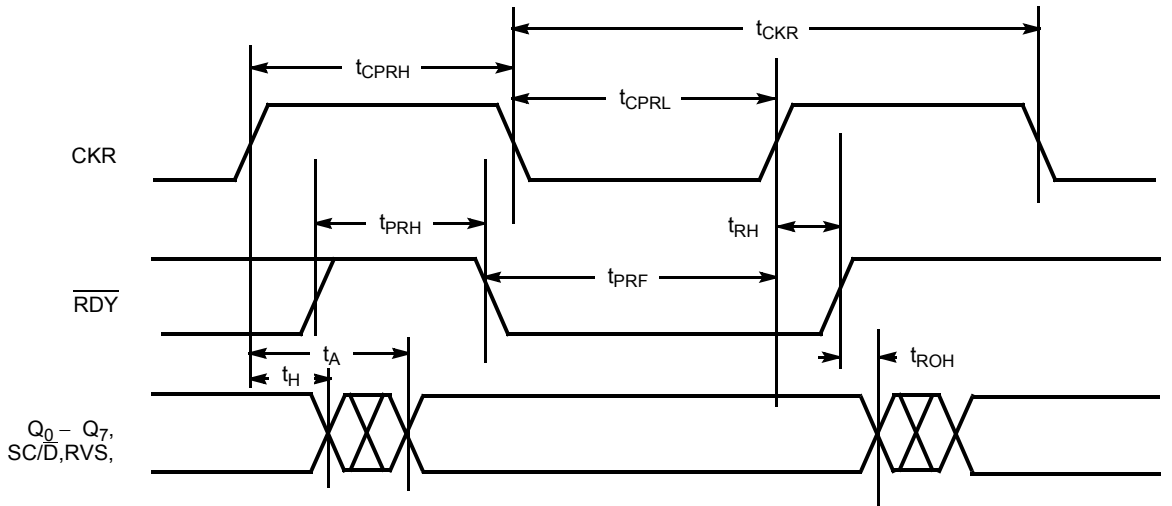 tCKR
tCPRH
tCPRL
CKR
tPRH
tRH
tPRF
RDY
tA
tROH
tH
Q0 – Q7,
SC/D,RVS,